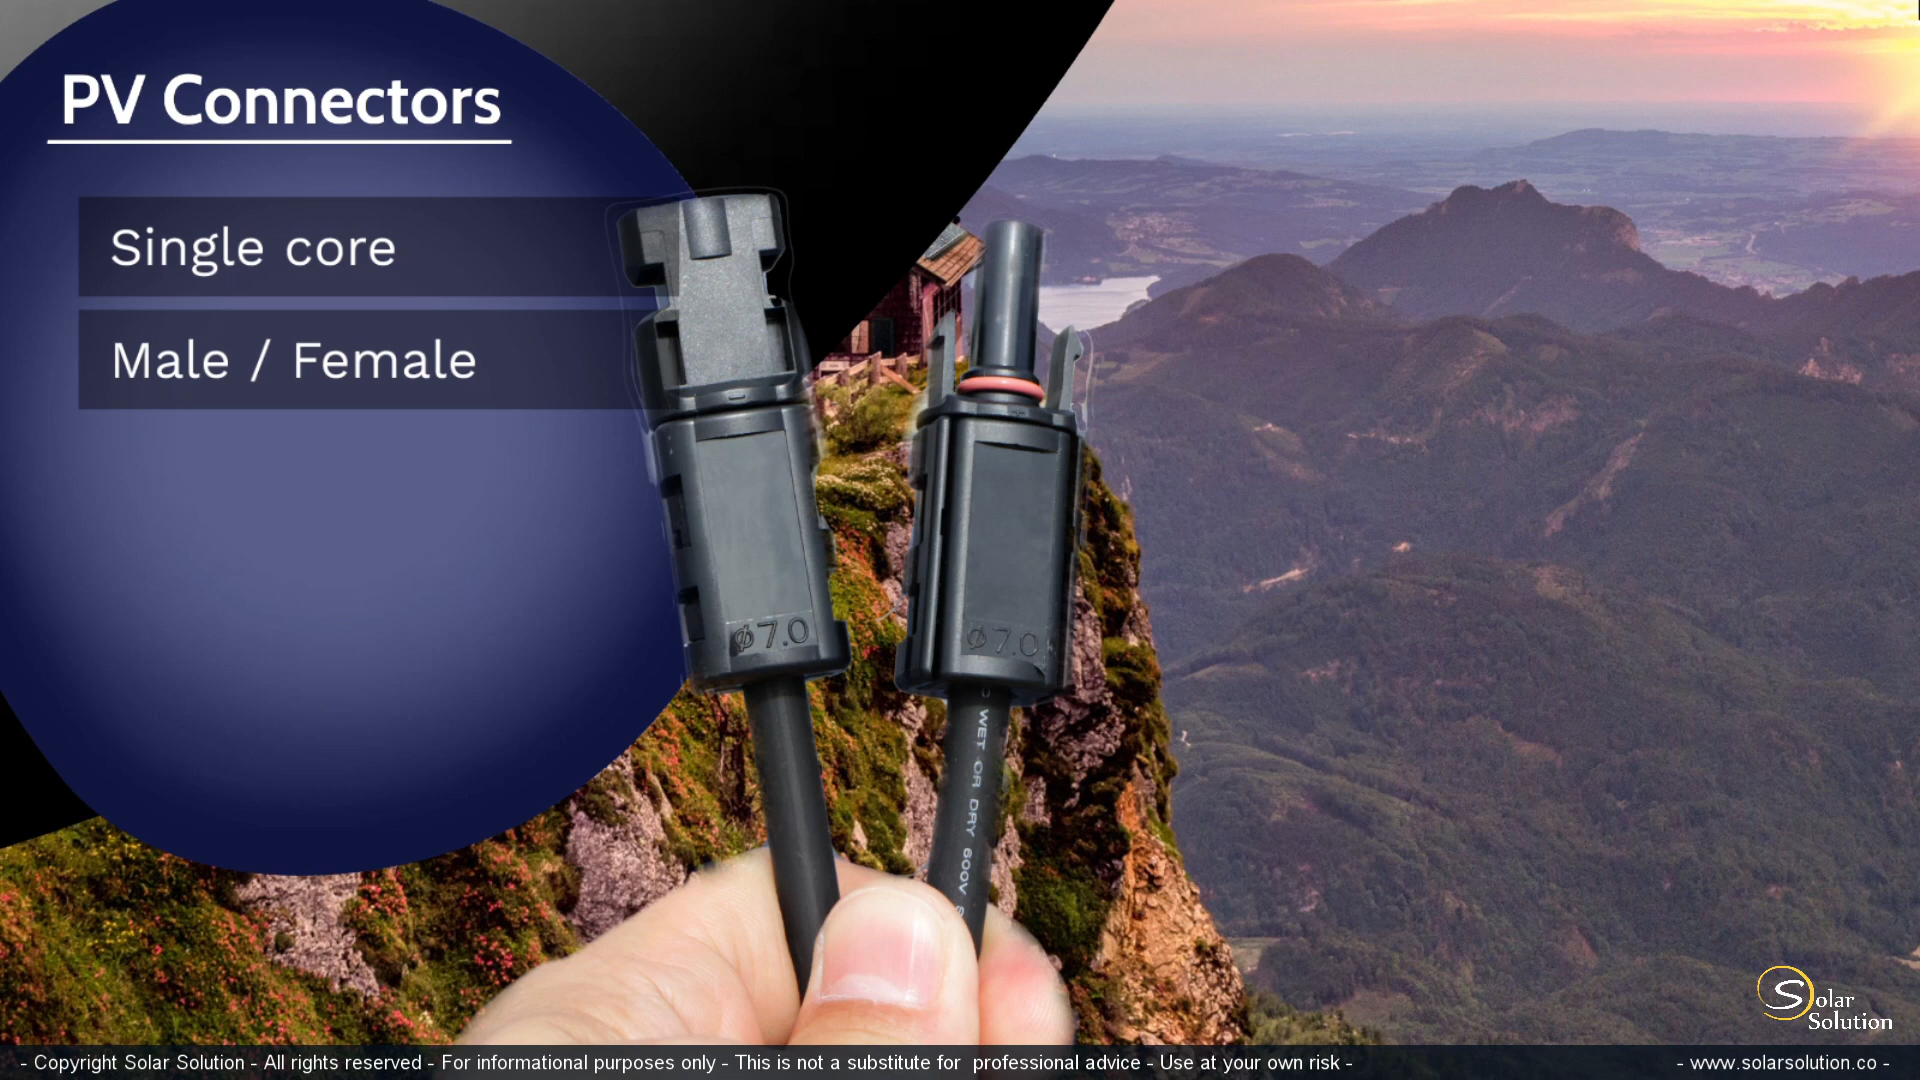 PV Connectors
Single core
Male / Female
-
+
φ7.0
φ7.0
WET OR DRY 600V
Solar
Solution
- Copyright Solar Solution - All rights reserved - For informational purposes only - This is not a substitute for  professional advice - Use at your own risk -
- www.solarsolution.co -